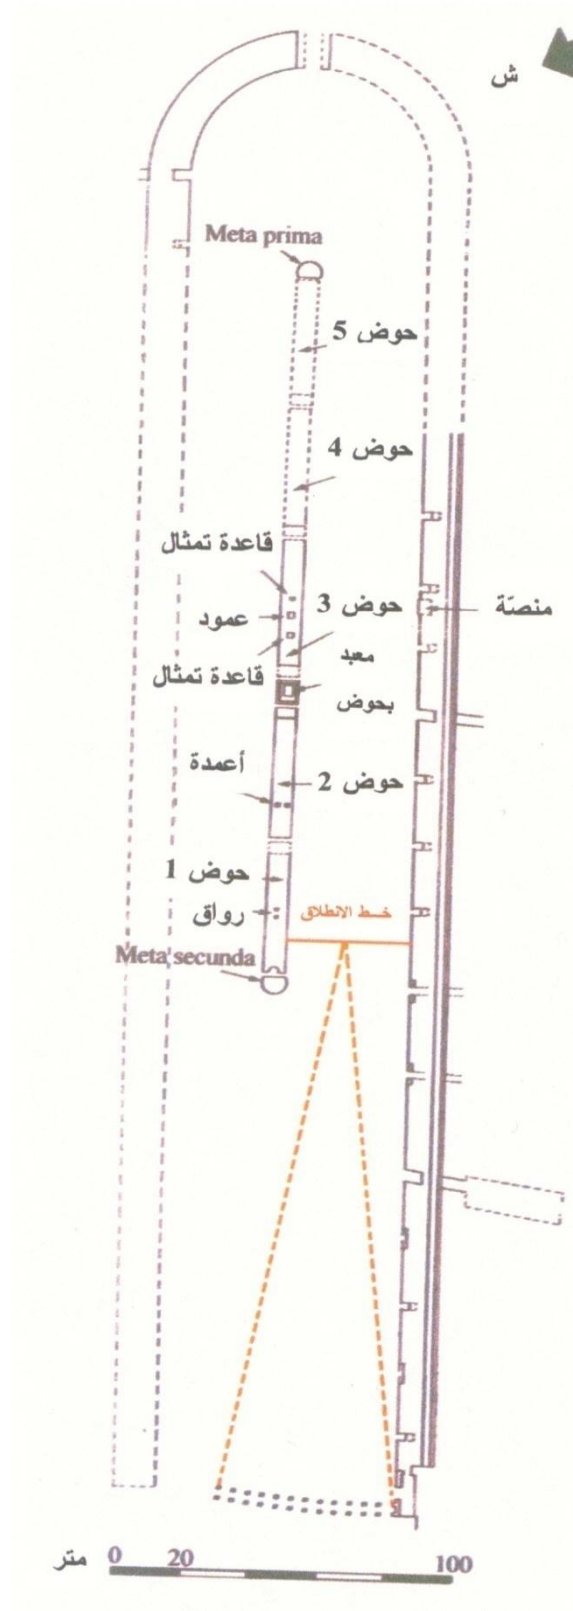 ش
Meta prima
حوض 5
حوض 4
قاعدة تمثال
حوض 3
عمود
منصّة
معبد
قاعدة تمثال
بحوض
أعمدة
حوض 2
حوض 1
رواق
خط الانطلاق
Meta secunda
متر 0 20 100